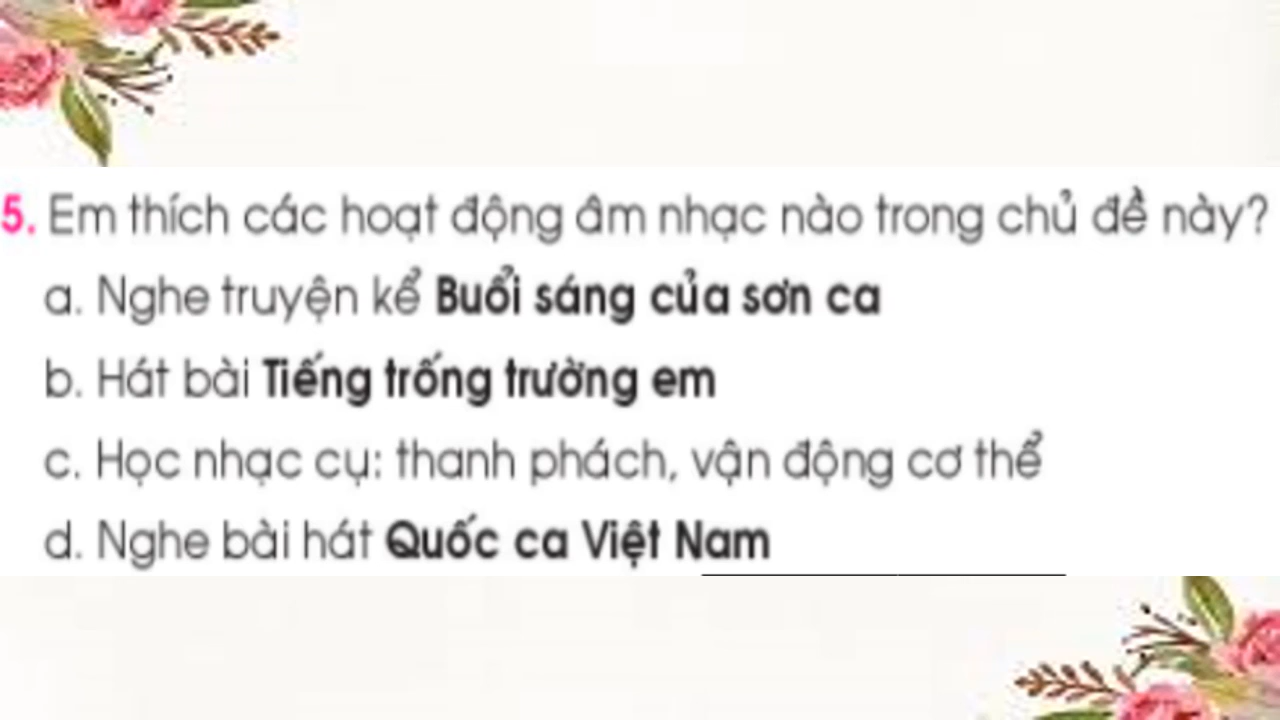 5. Em thích các hoạt động âm nhạc nào trong chủ đề này?
a. Nghe truyện kể Buổi sáng của sơn ca
b. Hát bài Tiếng trống trường em
c. Học nhạc cụ: thanh phách, vận động cơ thể
d. Nghe bài hát Quốc ca Việt Nam